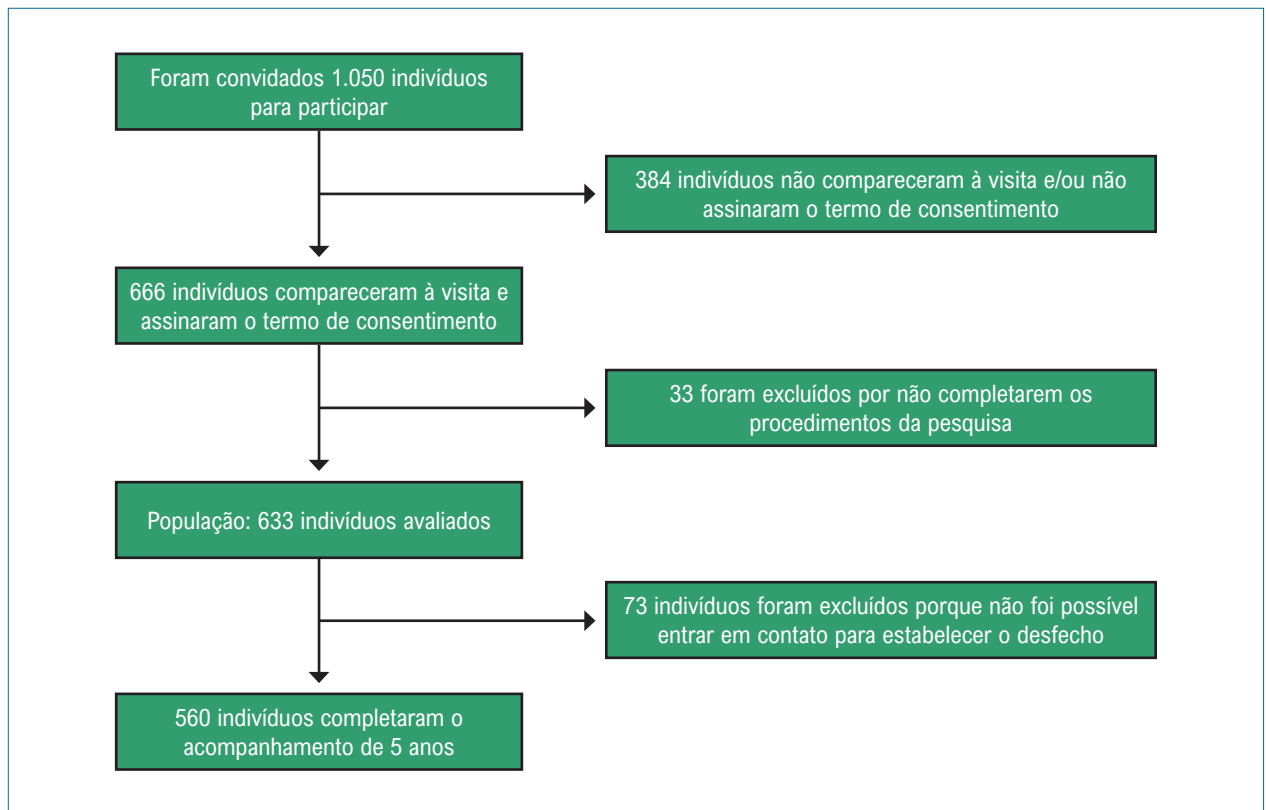 Foram convidados 1.050 indivíduos
para participar
384 indivíduos não compareceram à visita e/ou não
assinaram o termo de consentimento
666 indivíduos compareceram à visita e
assinaram o termo de consentimento
33 foram excluídos por não completarem os
procedimentos da pesquisa
População: 633 indivíduos avaliados
73 indivíduos foram excluídos porque não foi possível
entrar em contato para estabelecer o desfecho
560 indivíduos completaram o
acompanhamento de 5 anos